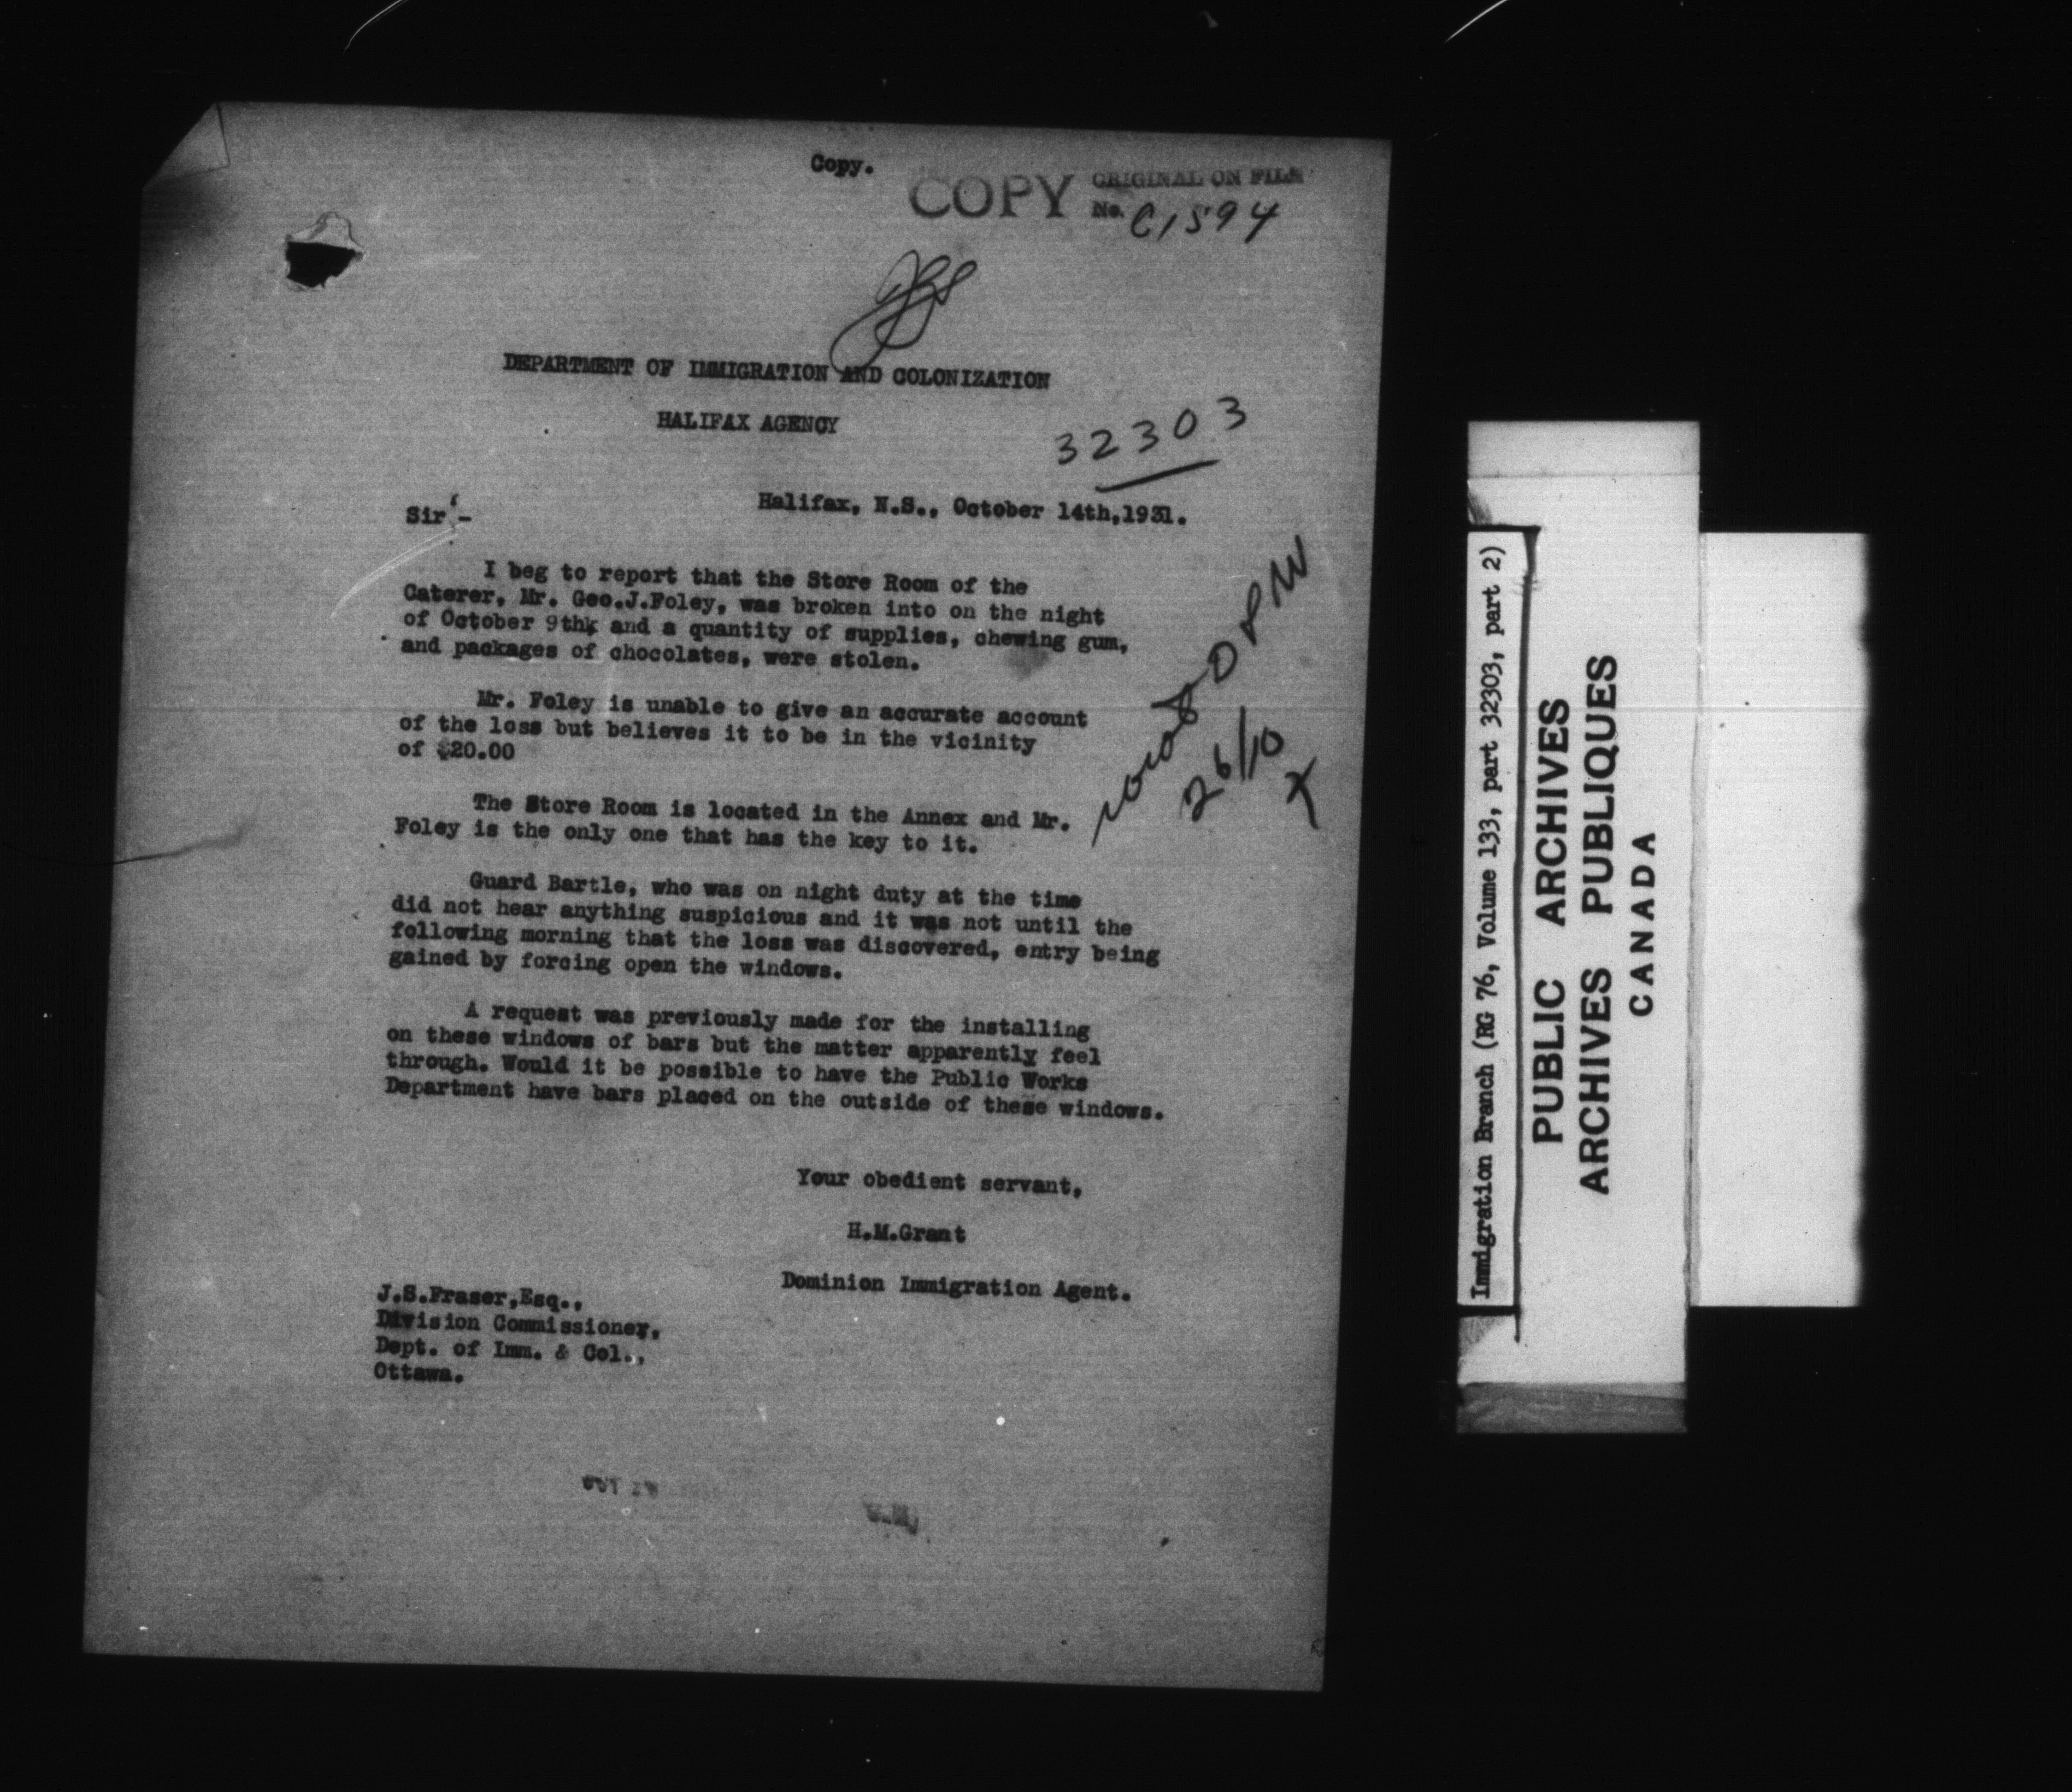 Copy.
COPY ORIGINAL ON FILE
No. C1594
DEPARTMENT OF IMMIGRATION AND COLONIZATION
HALIFAX AGENCY
32303
Halifax, N.S., October 14th,1931.
Sir'-
I beg to report that the Store Room of the
Caterer, Mr. Geo.J.Foley, was broken into on the night
of October 9thk and a quantity of supplies, chewing gum,
and packages of chocolates, were stolen.
Mr. Foley is unable to give an accurate account
of the loss but believes it to be in the vicinity
of $20.00
The Store Room is located in the Annex and Mr.
Foley is the only one that has the key to it.
Guard Bartle, who was on night duty at the time
did not hear anything suspicious and it was not until the
following morning that the loss was discovered, entry being
gained by forcing open the windows.
A request was previously made for the installing
on these windows of bars but the matter apparently feel
through. Would it be possible to have the Public Works
Department have bars placed on the outside of these windows.
Your obedient servant,
H.M.Grant
Dominion Immigration Agent.
J.S.Fraser,Esq.,
Division Commissioner,
Dept. of Imm. & Col.,
Ottawa.
DPW
26/10
OCT
Immigration Branch (RG 76, Volume 133, part 32303, part 2)
PUBLIC ARCHIVES
ARCHIVES PUBLIQUES
CANADA